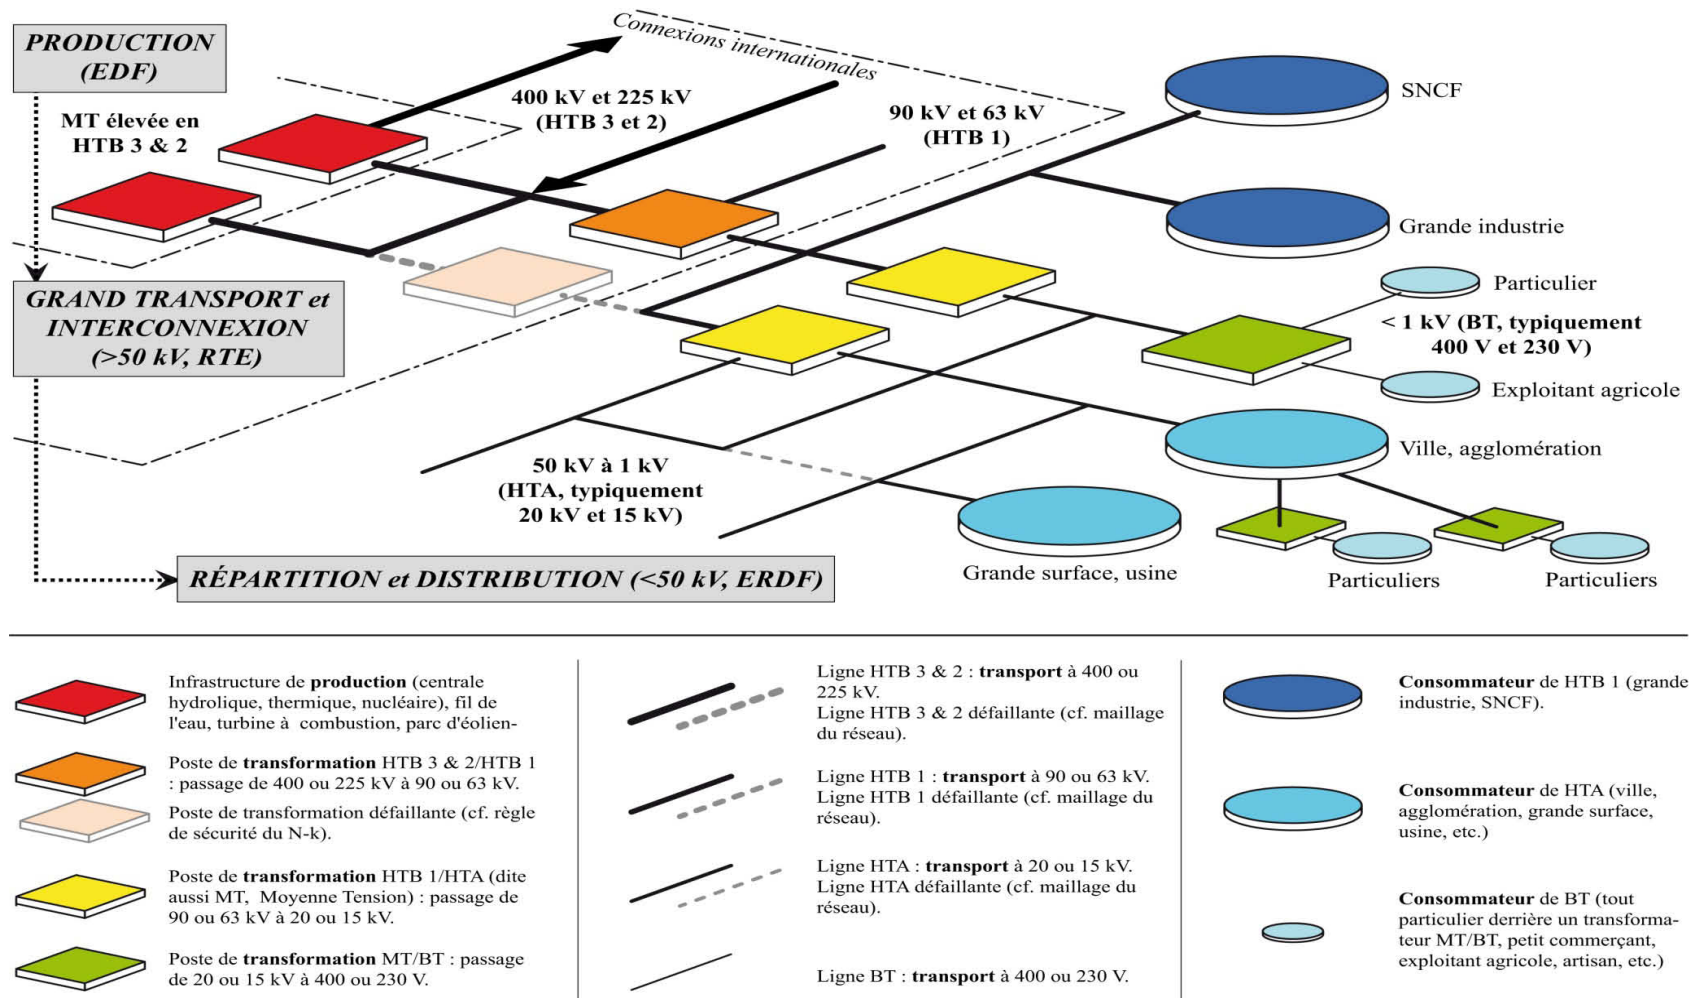 PRODUCTION
(EDF)
MT élevée en
HTB 3 & 2
Connexions internationales
400 kV et 225 kV
(HTB 3 et 2)
90 kV et 63 kV
(HTB 1)
SNCF
Grande industrie
GRAND TRANSPORT et
INTERCONNEXION
(>50 kV, RTE)
Particulier
< 1 kV (BT, typiquement
400 V et 230 V)
Exploitant agricole
Ville, agglomération
50 kV à 1 kV
(HTA, typiquement
20 kV et 15 kV)
RÉPARTITION et DISTRIBUTION (<50 kV, ERDF)
Grande surface, usine
Particuliers
Particuliers
Infrastructure de production (centrale
hydrolique, thermique, nucléaire), fil de
l'eau, turbine à combustion, parc d'éolien-
Poste de transformation HTB 3 & 2/HTB 1
: passage de 400 ou 225 kV à 90 ou 63 kV.
Poste de transformation défaillante (cf. règle
de sécurité du N-k).
Poste de transformation HTB 1/HTA (dite
aussi MT, Moyenne Tension) : passage de
90 ou 63 kV à 20 ou 15 kV.
Poste de transformation MT/BT : passage
de 20 ou 15 kV à 400 ou 230 V.
Ligne HTB 3 & 2 : transport à 400 ou
225 kV.
Ligne HTB 3 & 2 défaillante (cf. maillage
du réseau).
Ligne HTB 1 : transport à 90 ou 63 kV.
Ligne HTB 1 défaillante (cf. maillage du
réseau).
Ligne HTA : transport à 20 ou 15 kV.
Ligne HTA défaillante (cf. maillage du
réseau).
Ligne BT : transport à 400 ou 230 V.
Consommateur de HTB 1 (grande
industrie, SNCF).
Consommateur de HTA (ville,
agglomération, grande surface,
usine, etc.)
Consommateur de BT (tout
particulier derrière un transforma-
teur MT/BT, petit commerçant,
exploitant agricole, artisan, etc.)